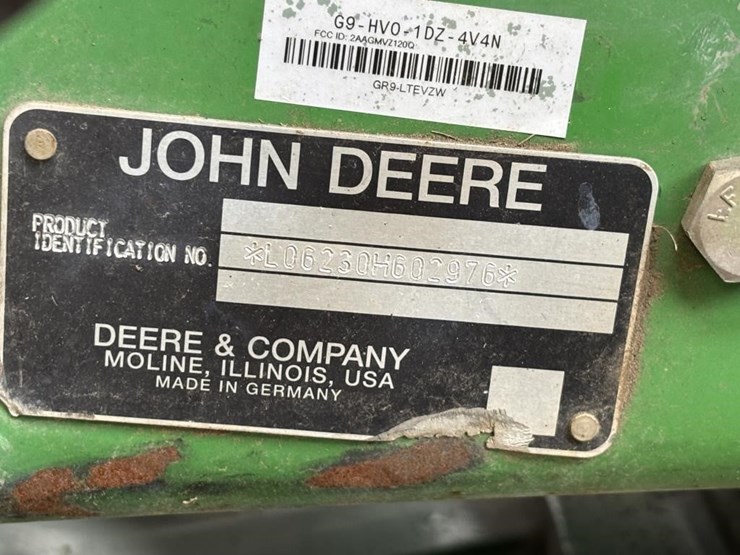 G9-HV0-1DZ-4V4N
FCC ID: 2AAGMVZ120Q
GR9-LTEVZW
JOHN DEERE
PRODUCT
IDENTIFICATION NO.
*L06230H602976*
DEERE & COMPANY
MOLINE, ILLINOIS, USA
MADE IN GERMANY